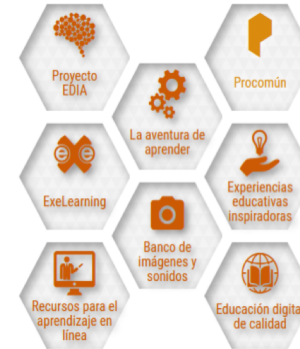 Proyecto
EDIA
Procomún
La aventura de
aprender
ExeLearning
Experiencias
educativas
inspiradoras
Banco de
imágenes y
sonidos
Recursos para el
aprendizaje en
línea
Educación digital
de calidad